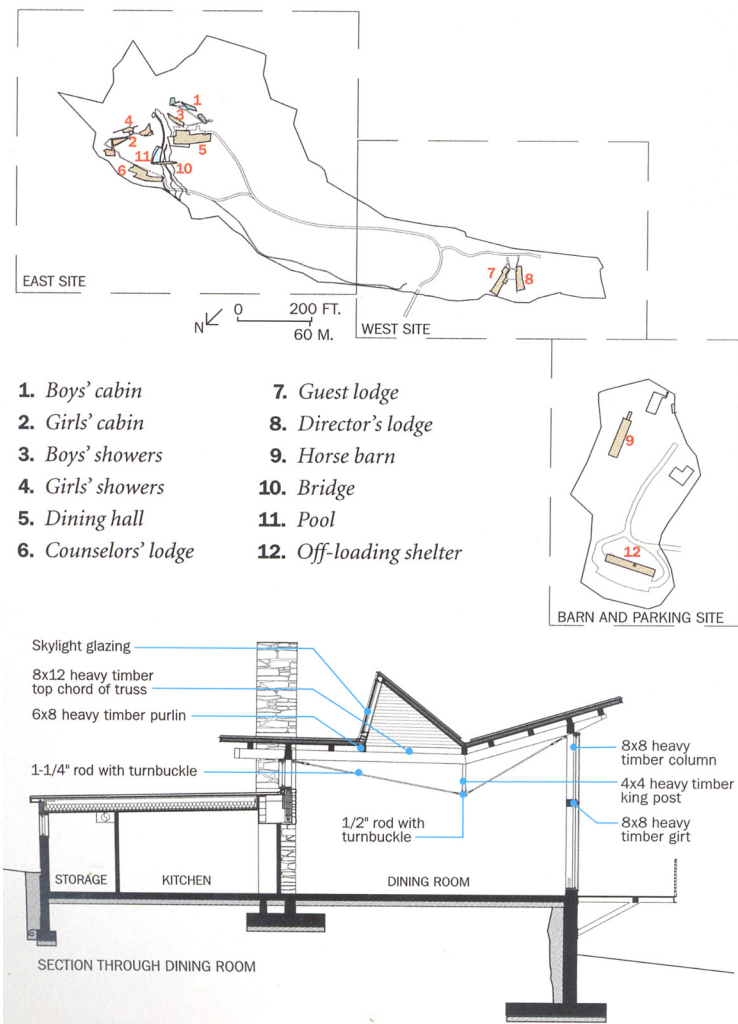 1
3
4
2
5
11
10
6
7
8
EAST SITE
N
0 200 FT.
60 M.
WEST SITE
1. Boys' cabin
2. Girls' cabin
3. Boys' showers
4. Girls' showers
5. Dining hall
6. Counselors' lodge
7. Guest lodge
8. Director's lodge
9. Horse barn
10. Bridge
11. Pool
12. Off-loading shelter
9
12
BARN AND PARKING SITE
Skylight glazing
8x12 heavy timber
top chord of truss
6x8 heavy timber purlin
1-1/4" rod with turnbuckle
1/2" rod with
turnbuckle
8x8 heavy
timber column
4x4 heavy timber
king post
8x8 heavy
timber girt
STORAGE
KITCHEN
DINING ROOM
SECTION THROUGH DINING ROOM